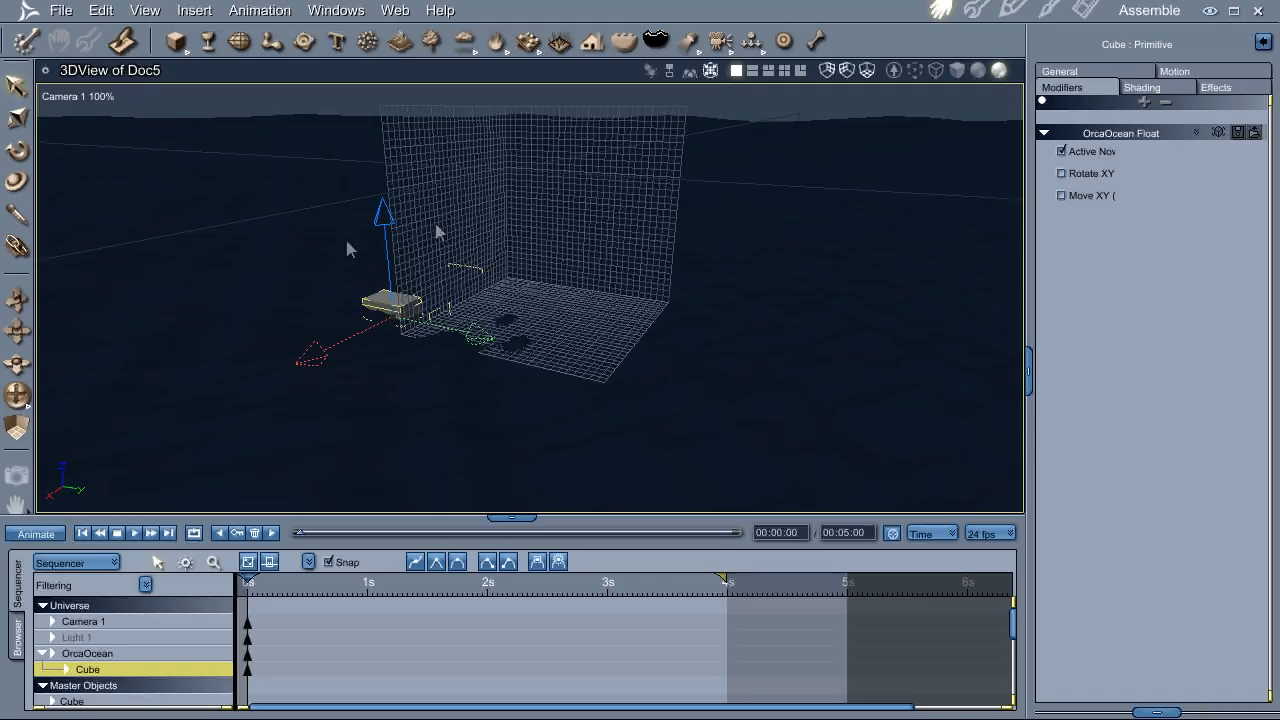 File Edit View Insert Animation Windows Web Help Assemble
3DView of Doc5
Camera 1 100%
Cube : Primitive
General Motion
Modifiers Shading Effects
OrcaOcean Float
Active Nov
Rotate XY
Move XY (
Z
X Y
Animate 00:00:00 / 00:05:00 Time 24 fps
Sequencer Snap
Sequencer
Browser
Filtering 0s 1s 2s 3s 4s 5s 6s
Universe
Camera 1
Light 1
OrcaOcean
Cube
Master Objects
Cube